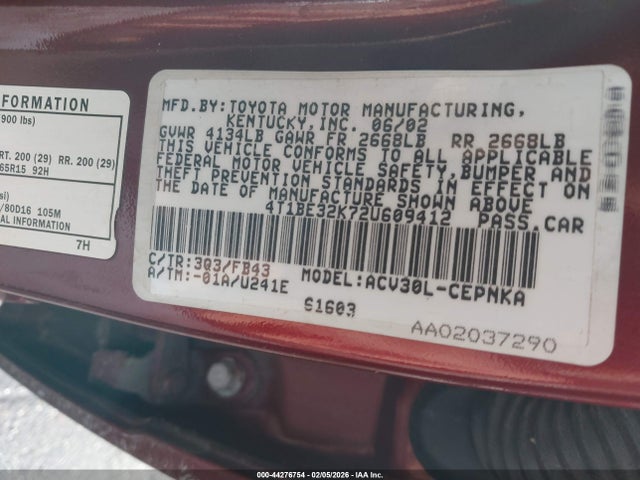 FORMATION
900 lbs)
RT. 200 (29) RR. 200 (29)
65R15 92H
si)
/80D16 105M
AL INFORMATION
7H
MFD.BY:TOYOTA MOTOR MANUFACTURING,
KENTUCKY, INC. 06/02
GVWR 4134LB GAWR FR 2668LB RR 2668LB
THIS VEHICLE CONFORMS TO ALL APPLICABLE
FEDERAL MOTOR VEHICLE SAFETY, BUMPER AND
THEFT PREVENTION STANDARDS IN EFFECT ON
THE DATE OF MANUFACTURE SHOWN ABOVE.
4T1BE32K72U609412 PASS.CAR
C/TR:3Q3/FB43
A/TM:-01A/U241E
MODEL:ACV30L-CEPNKA
61603
AA02037290
000-44276754 - 02/05/2026 - IAA Inc.